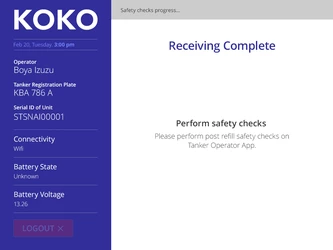 KOKO
Feb 20, Tuesday, 3:00 pm
Operator
Boya Izuzu
Tanker Registration Plate
KBA 786 A
Serial ID of Unit
STSNAI00001
Connectivity
Wifi
Battery State
Unknown
Battery Voltage
13.26
LOGOUT ✕
Safety checks progress...
Receiving Complete
Perform safety checks
Please perform post refill safety checks on
Tanker Operator App.